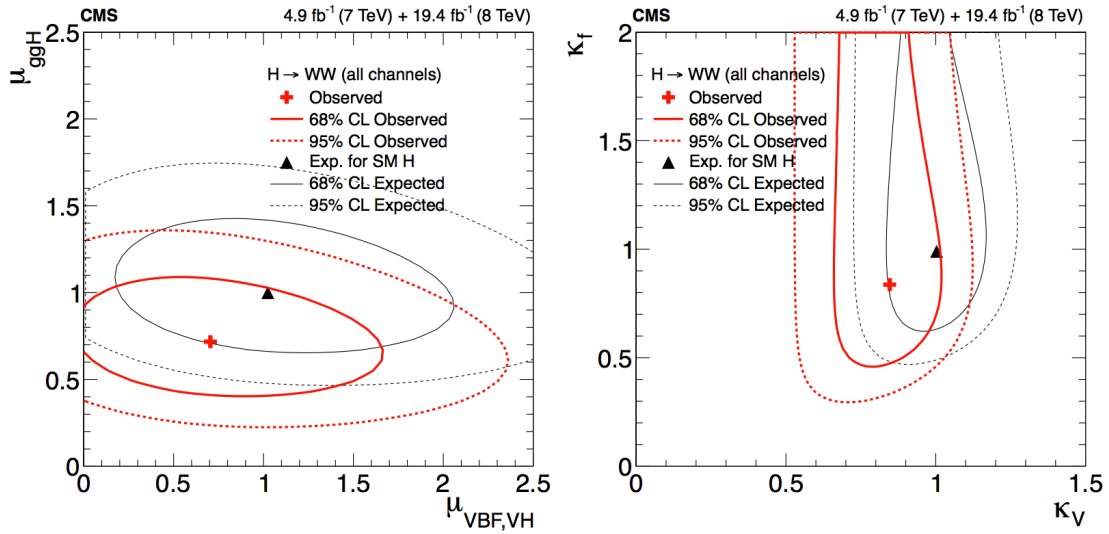 CMS 4.9 fb⁻¹ (7 TeV) + 19.4 fb⁻¹ (8 TeV)
μ_ggH
2.5
2
1.5
1
0.5
0
H → WW (all channels)
Observed
68% CL Observed
95% CL Observed
Exp. for SM H
68% CL Expected
95% CL Expected
0 0.5 1 1.5 2 2.5
μ_VBF,VH
CMS 4.9 fb⁻¹ (7 TeV) + 19.4 fb⁻¹ (8 TeV)
κ_f
2
1.5
1
0.5
0
H → WW (all channels)
Observed
68% CL Observed
95% CL Observed
Exp. for SM H
68% CL Expected
95% CL Expected
0 0.5 1 1.5
κ_V